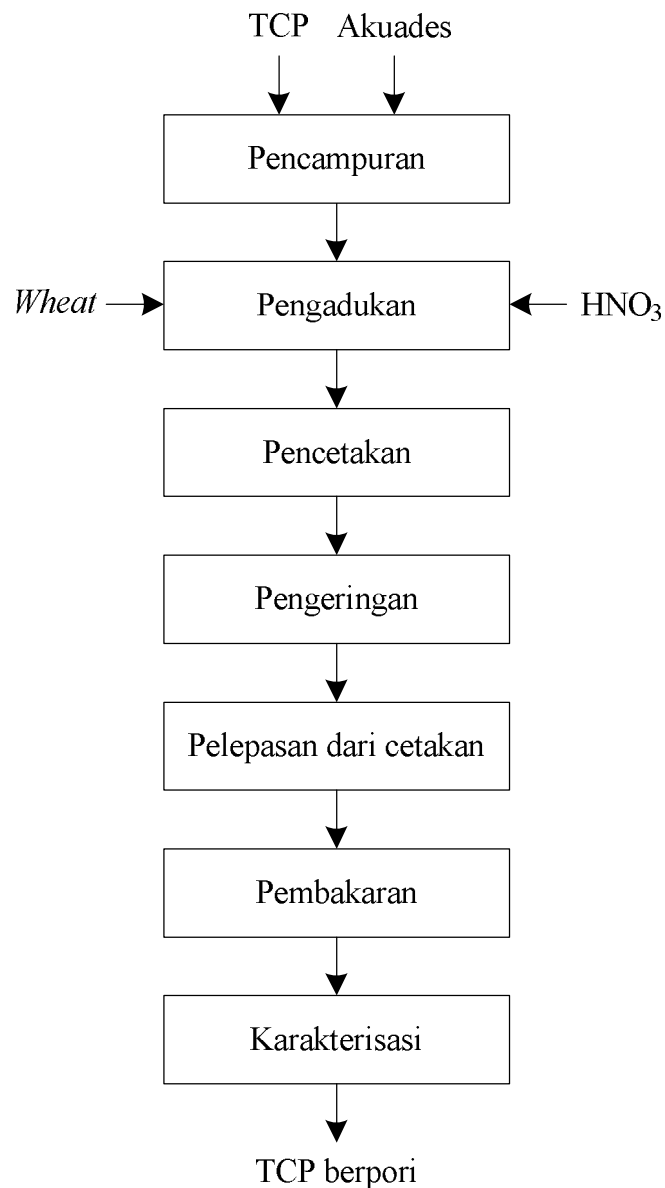 TCP Akuades
Pencampuran
Wheat Pengadukan HNO₃
Pencetakan
Pengeringan
Pelepasan dari cetakan
Pembakaran
Karakterisasi
TCP berpori